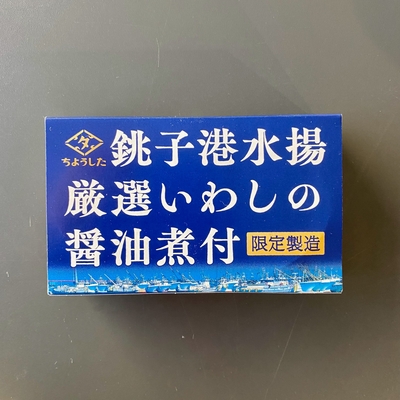 ダ
ちょうした
銚子港水揚
厳選いわしの
醤油煮付
限定製造